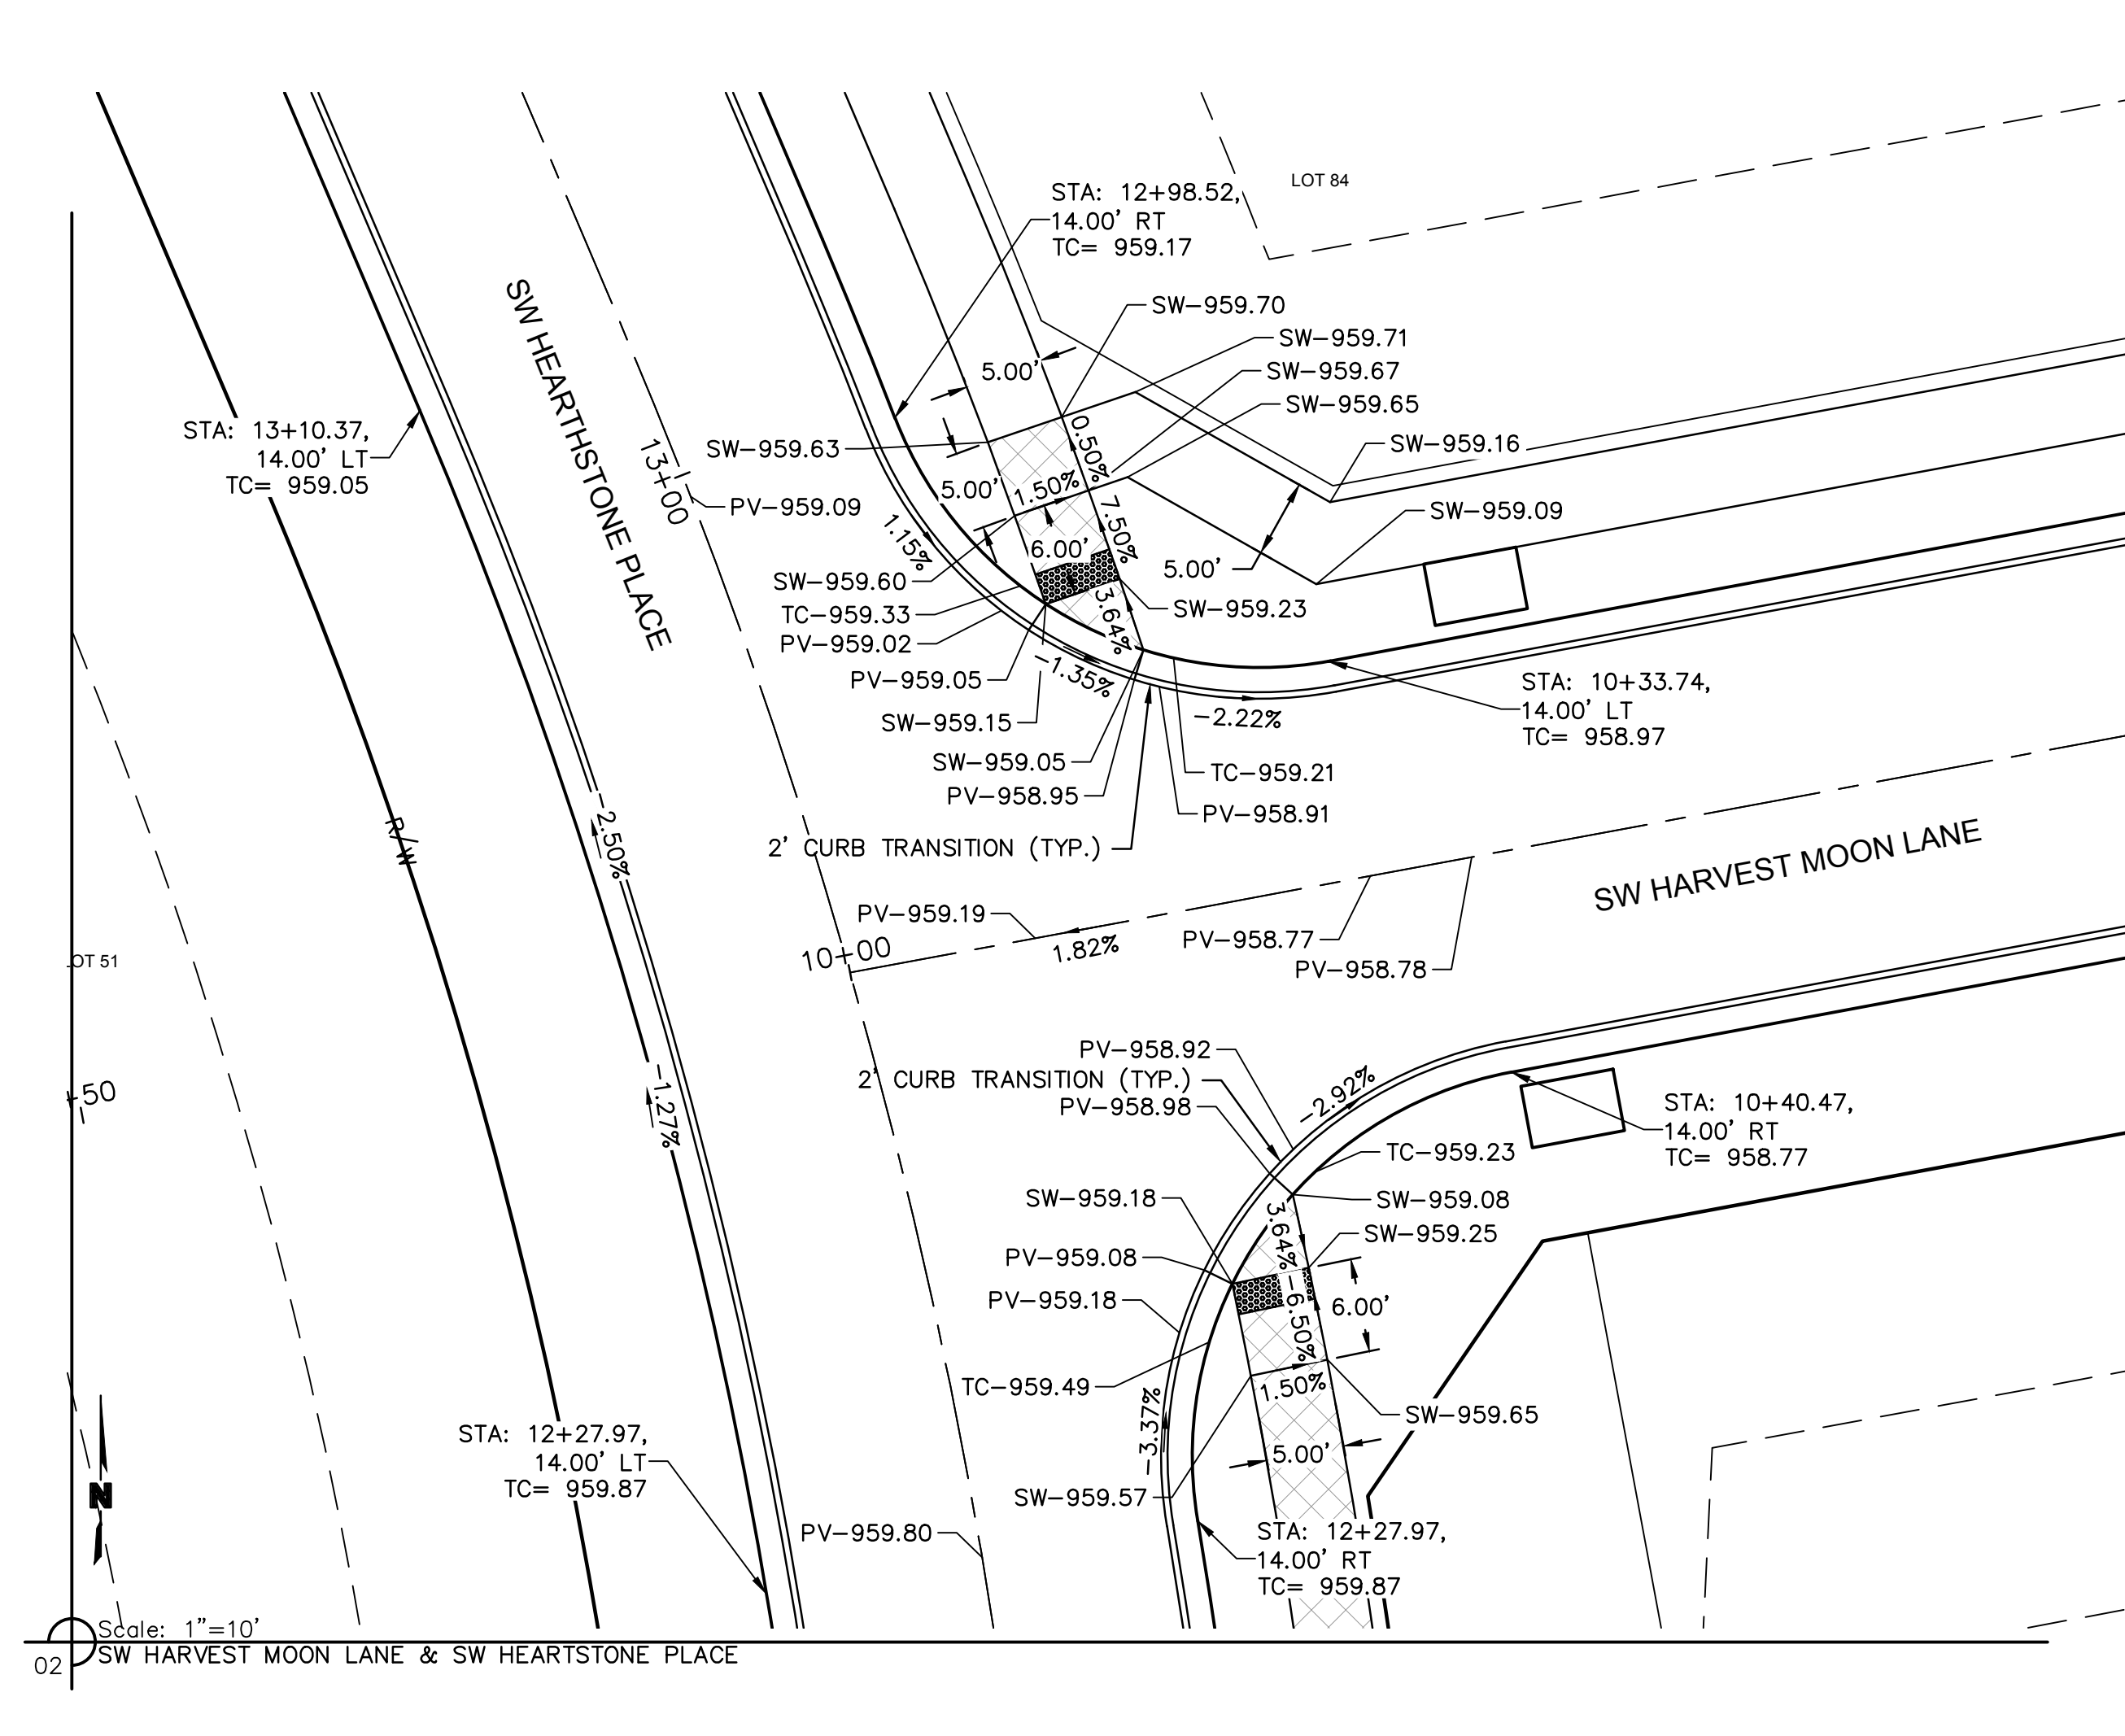 LOT 84
STA: 12+98.52,
14.00' RT
TC= 959.17
SW-959.70
SW-959.71
SW-959.67
SW-959.65
SW-959.16
SW-959.09
5.00'
0.50%
SW-959.63
STA: 13+10.37,
14.00' LT
TC= 959.05
SW HEARTHSTONE PLACE
13+00
PV-959.09
5.00'
1.50%
7.50%
1.15%
6.00'
5.00'
SW-959.60
TC-959.33
PV-959.02
SW-959.23
3.64%
PV-959.05
-1.35%
SW-959.15
-2.22%
STA: 10+33.74,
14.00' LT
TC= 958.97
SW-959.05
PV-958.95
TC-959.21
PV-958.91
2' CURB TRANSITION (TYP.)
-2.50%
R/W
SW HARVEST MOON LANE
PV-959.19
1.82%
PV-958.77
PV-958.78
10+00
OT 51
+50
-1.27%
PV-958.92
2' CURB TRANSITION (TYP.)
PV-958.98
-2.92%
STA: 10+40.47,
14.00' RT
TC= 958.77
TC-959.23
SW-959.18
SW-959.08
3.64%
SW-959.25
PV-959.08
PV-959.18
-6.50%
6.00'
TC-959.49
1.50%
SW-959.65
-3.37%
5.00'
SW-959.57
STA: 12+27.97,
14.00' LT
TC= 959.87
PV-959.80
STA: 12+27.97,
14.00' RT
TC= 959.87
N
Scale: 1"=10'
SW HARVEST MOON LANE & SW HEARTSTONE PLACE
02